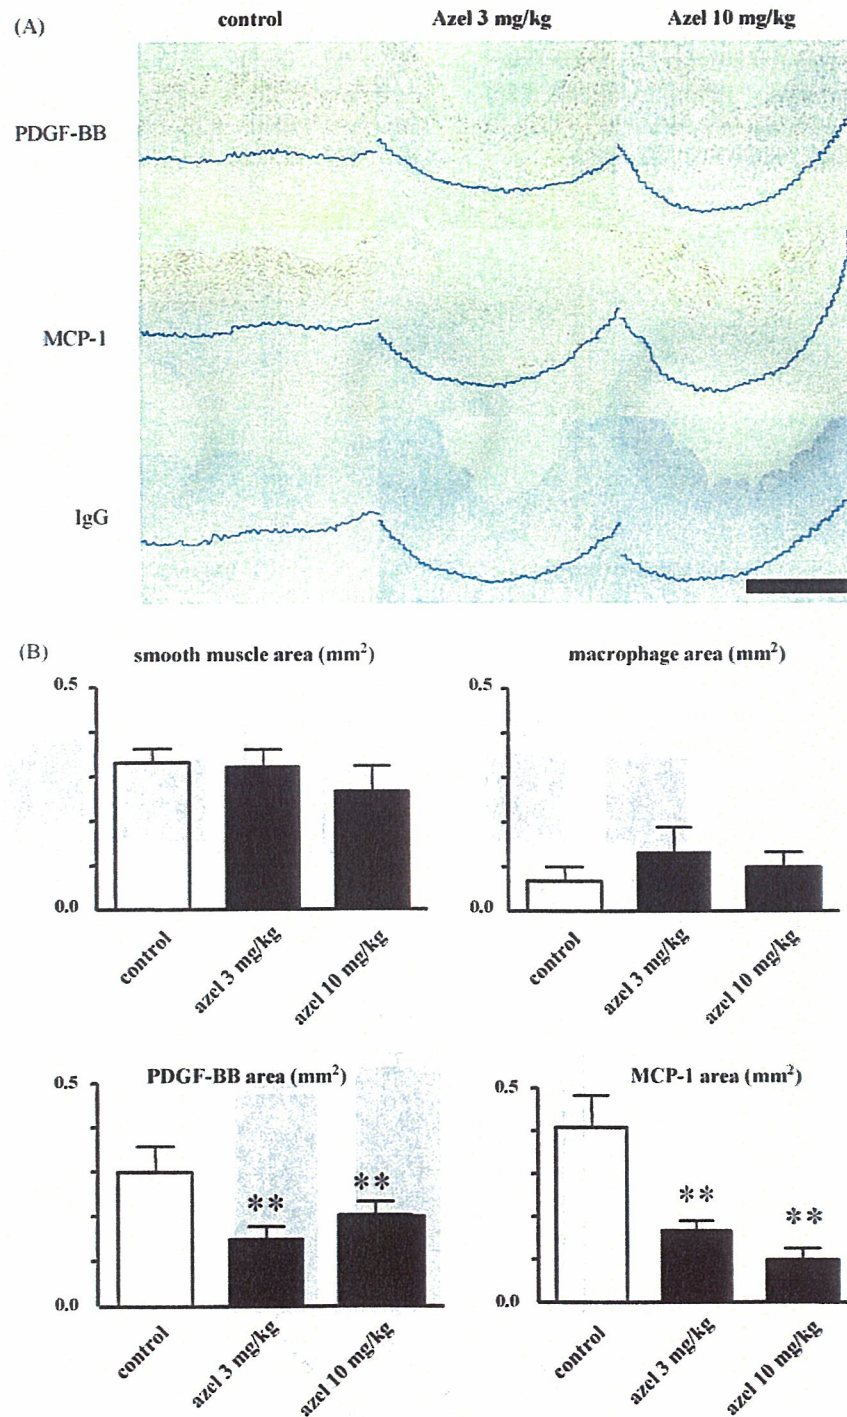 (A)
control Azel 3 mg/kg Azel 10 mg/kg
PDGF-BB
MCP-1
IgG
(B)
smooth muscle area (mm²)
0.5
0.0
control
azel 3 mg/kg
azel 10 mg/kg
macrophage area (mm²)
0.5
0.0
control
azel 3 mg/kg
azel 10 mg/kg
PDGF-BB area (mm²)
0.5
**
**
0.0
control
azel 3 mg/kg
azel 10 mg/kg
MCP-1 area (mm²)
0.5
**
**
0.0
control
azel 3 mg/kg
azel 10 mg/kg